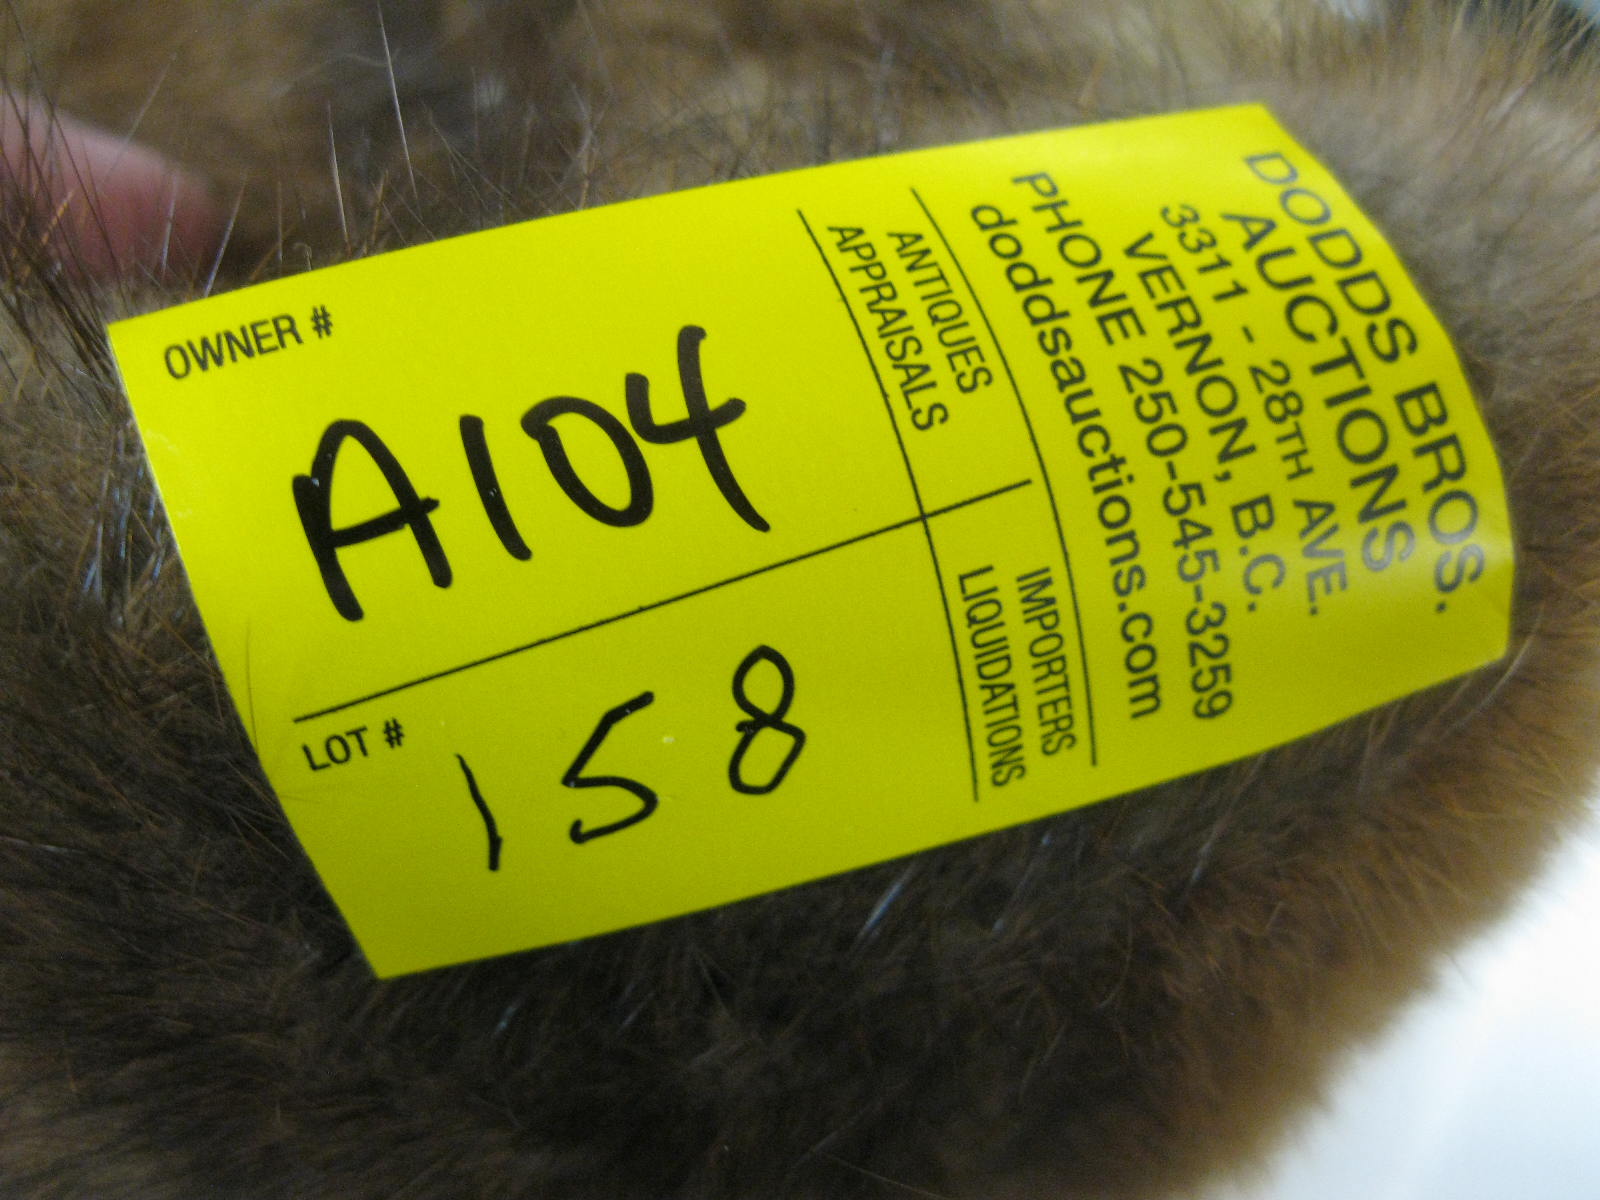 DODDS BROS.
AUCTIONS
3311 - 28TH AVE.
VERNON, B.C.
PHONE 250-545-3259
doddsauctions.com
ANTIQUES
APPRAISALS
IMPORTERS
LIQUIDATIONS
OWNER #
A104
LOT #
158